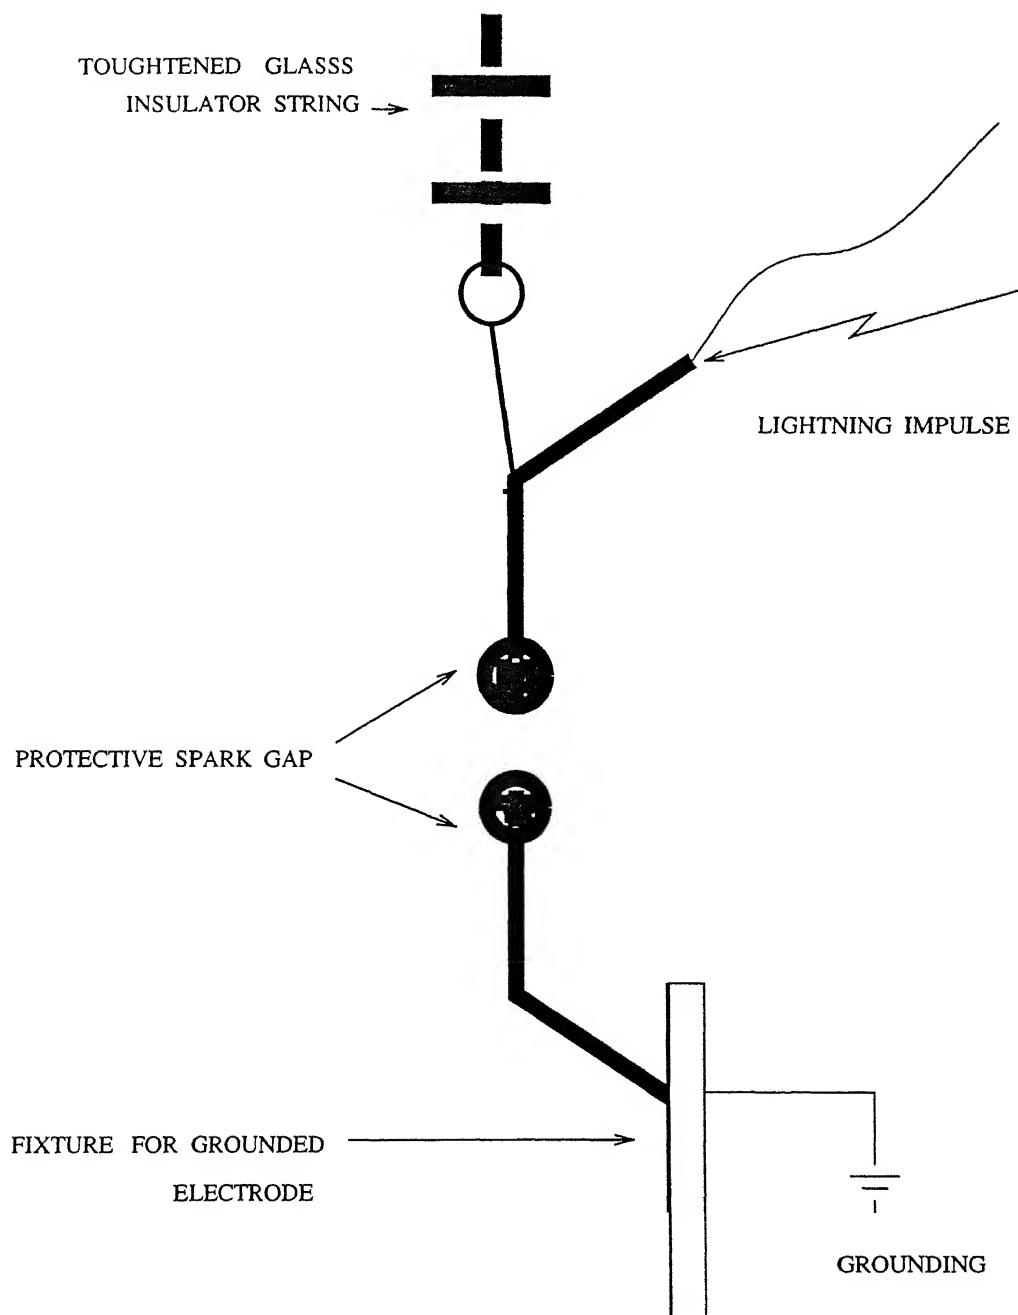 TOUGHTENED GLASSS
INSULATOR STRING
LIGHTNING IMPULSE
PROTECTIVE SPARK GAP
FIXTURE FOR GROUNDED
ELECTRODE
GROUNDING